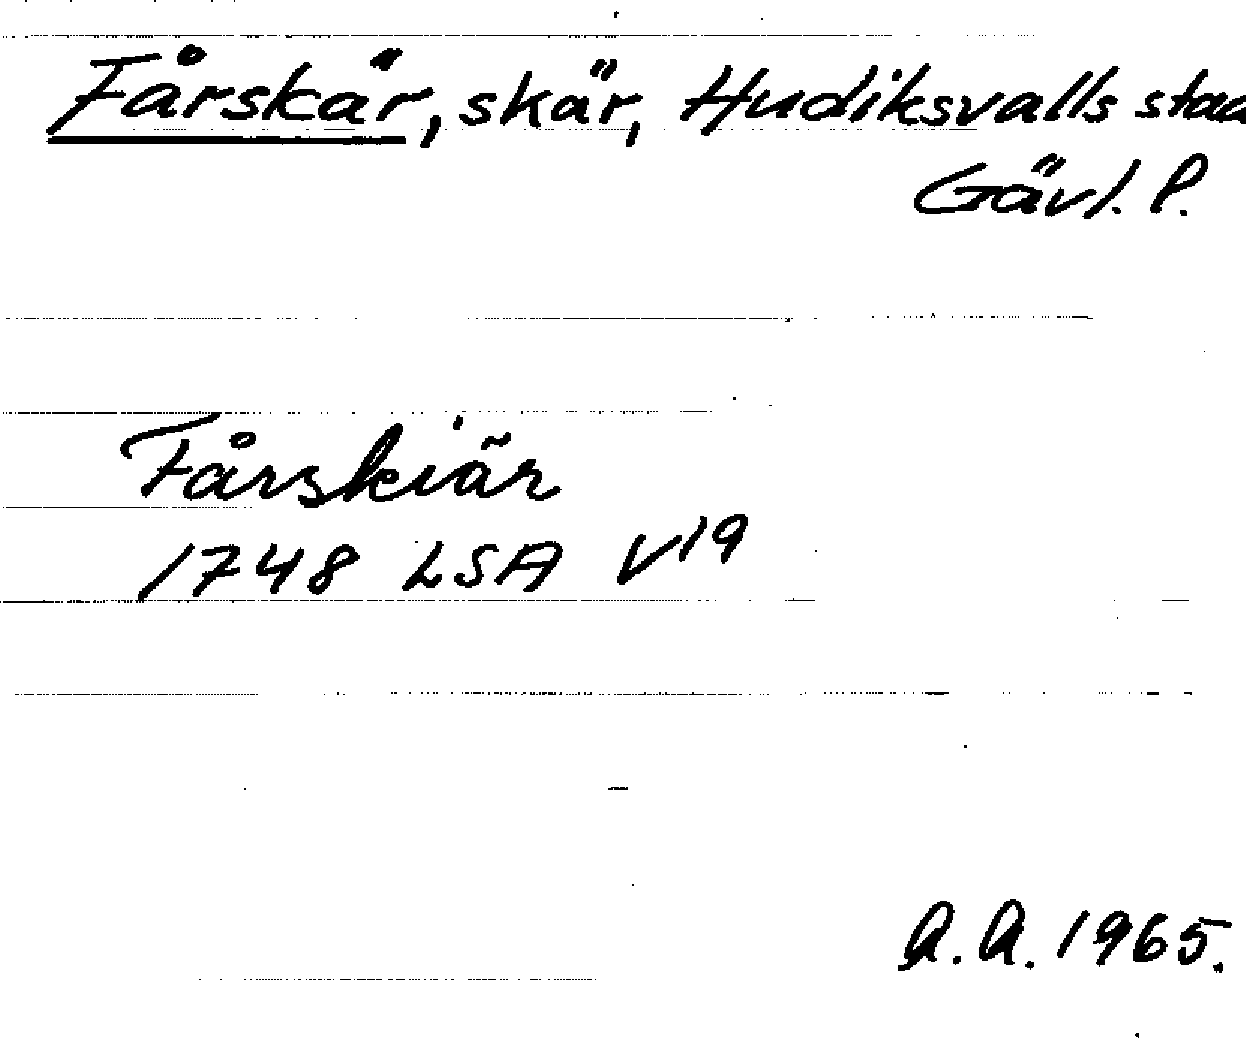 Fårskär, skär, Hudiksvalls stad
Gävl. l.
Fårskiär
1748 LSA V19
A.A. 1965.